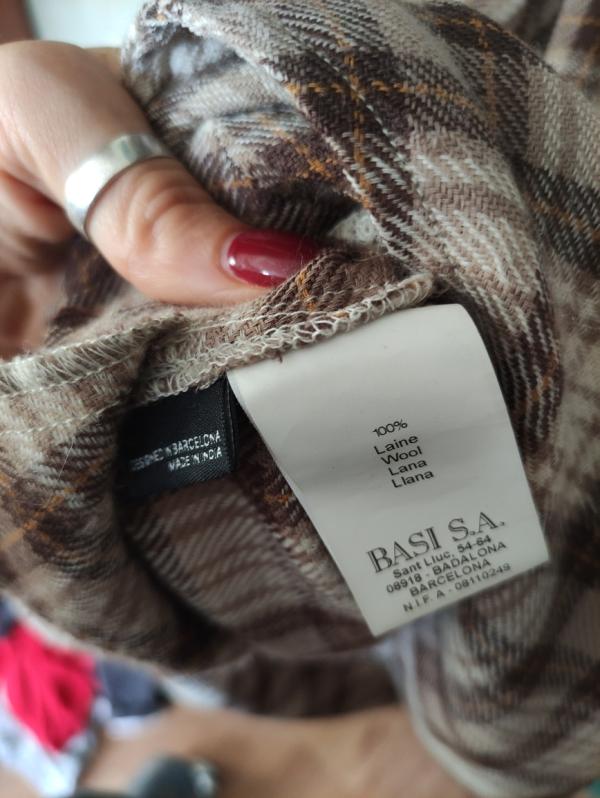 DESIGNED IN BARCELONA
MADE IN INDIA
100%
Laine
Wool
Lana
Llana
BASI S.A.
Sant Lluc, 54-64
08918 - BADALONA
BARCELONA
N.I.F. A - 08110249